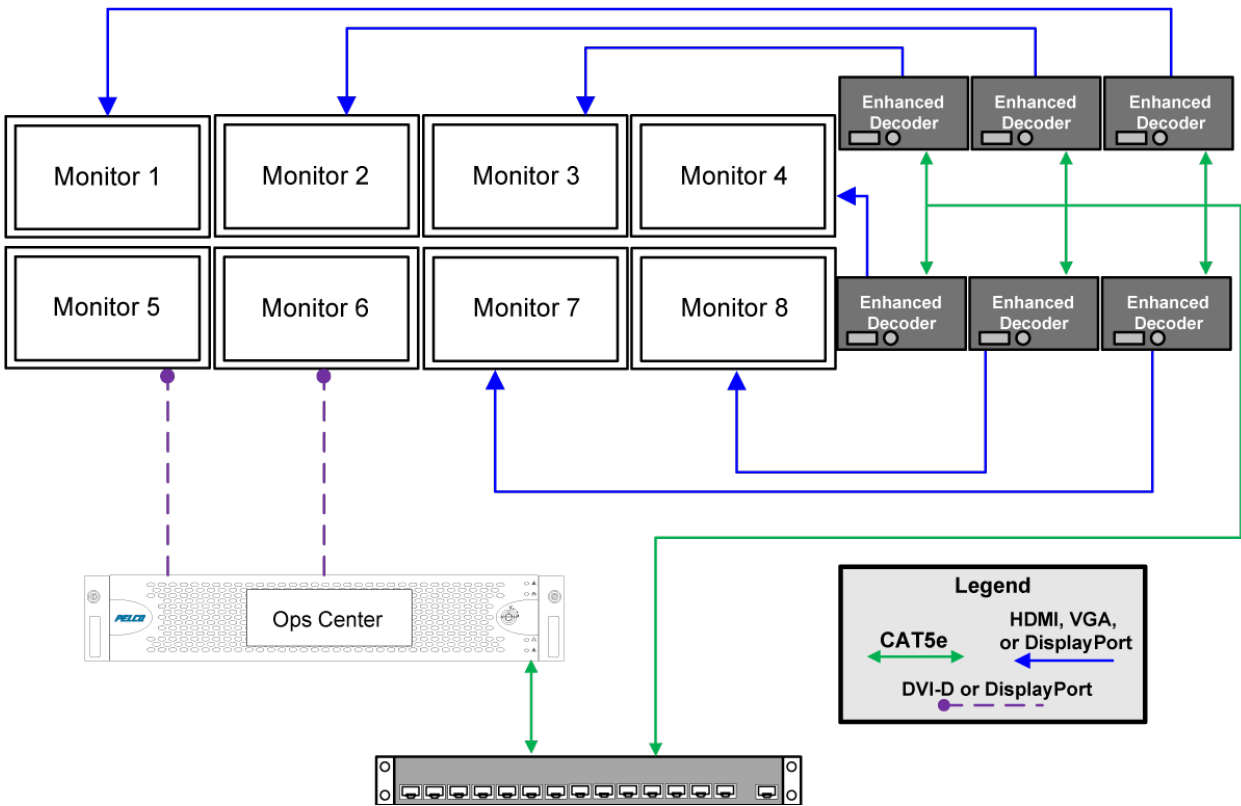 Enhanced
Decoder
Enhanced
Decoder
Enhanced
Decoder
Monitor 1
Monitor 2
Monitor 3
Monitor 4
Monitor 5
Monitor 6
Monitor 7
Monitor 8
Enhanced
Decoder
Enhanced
Decoder
Enhanced
Decoder
PELCO
Ops Center
Legend
CAT5e
HDMI, VGA,
or DisplayPort
DVI-D or DisplayPort